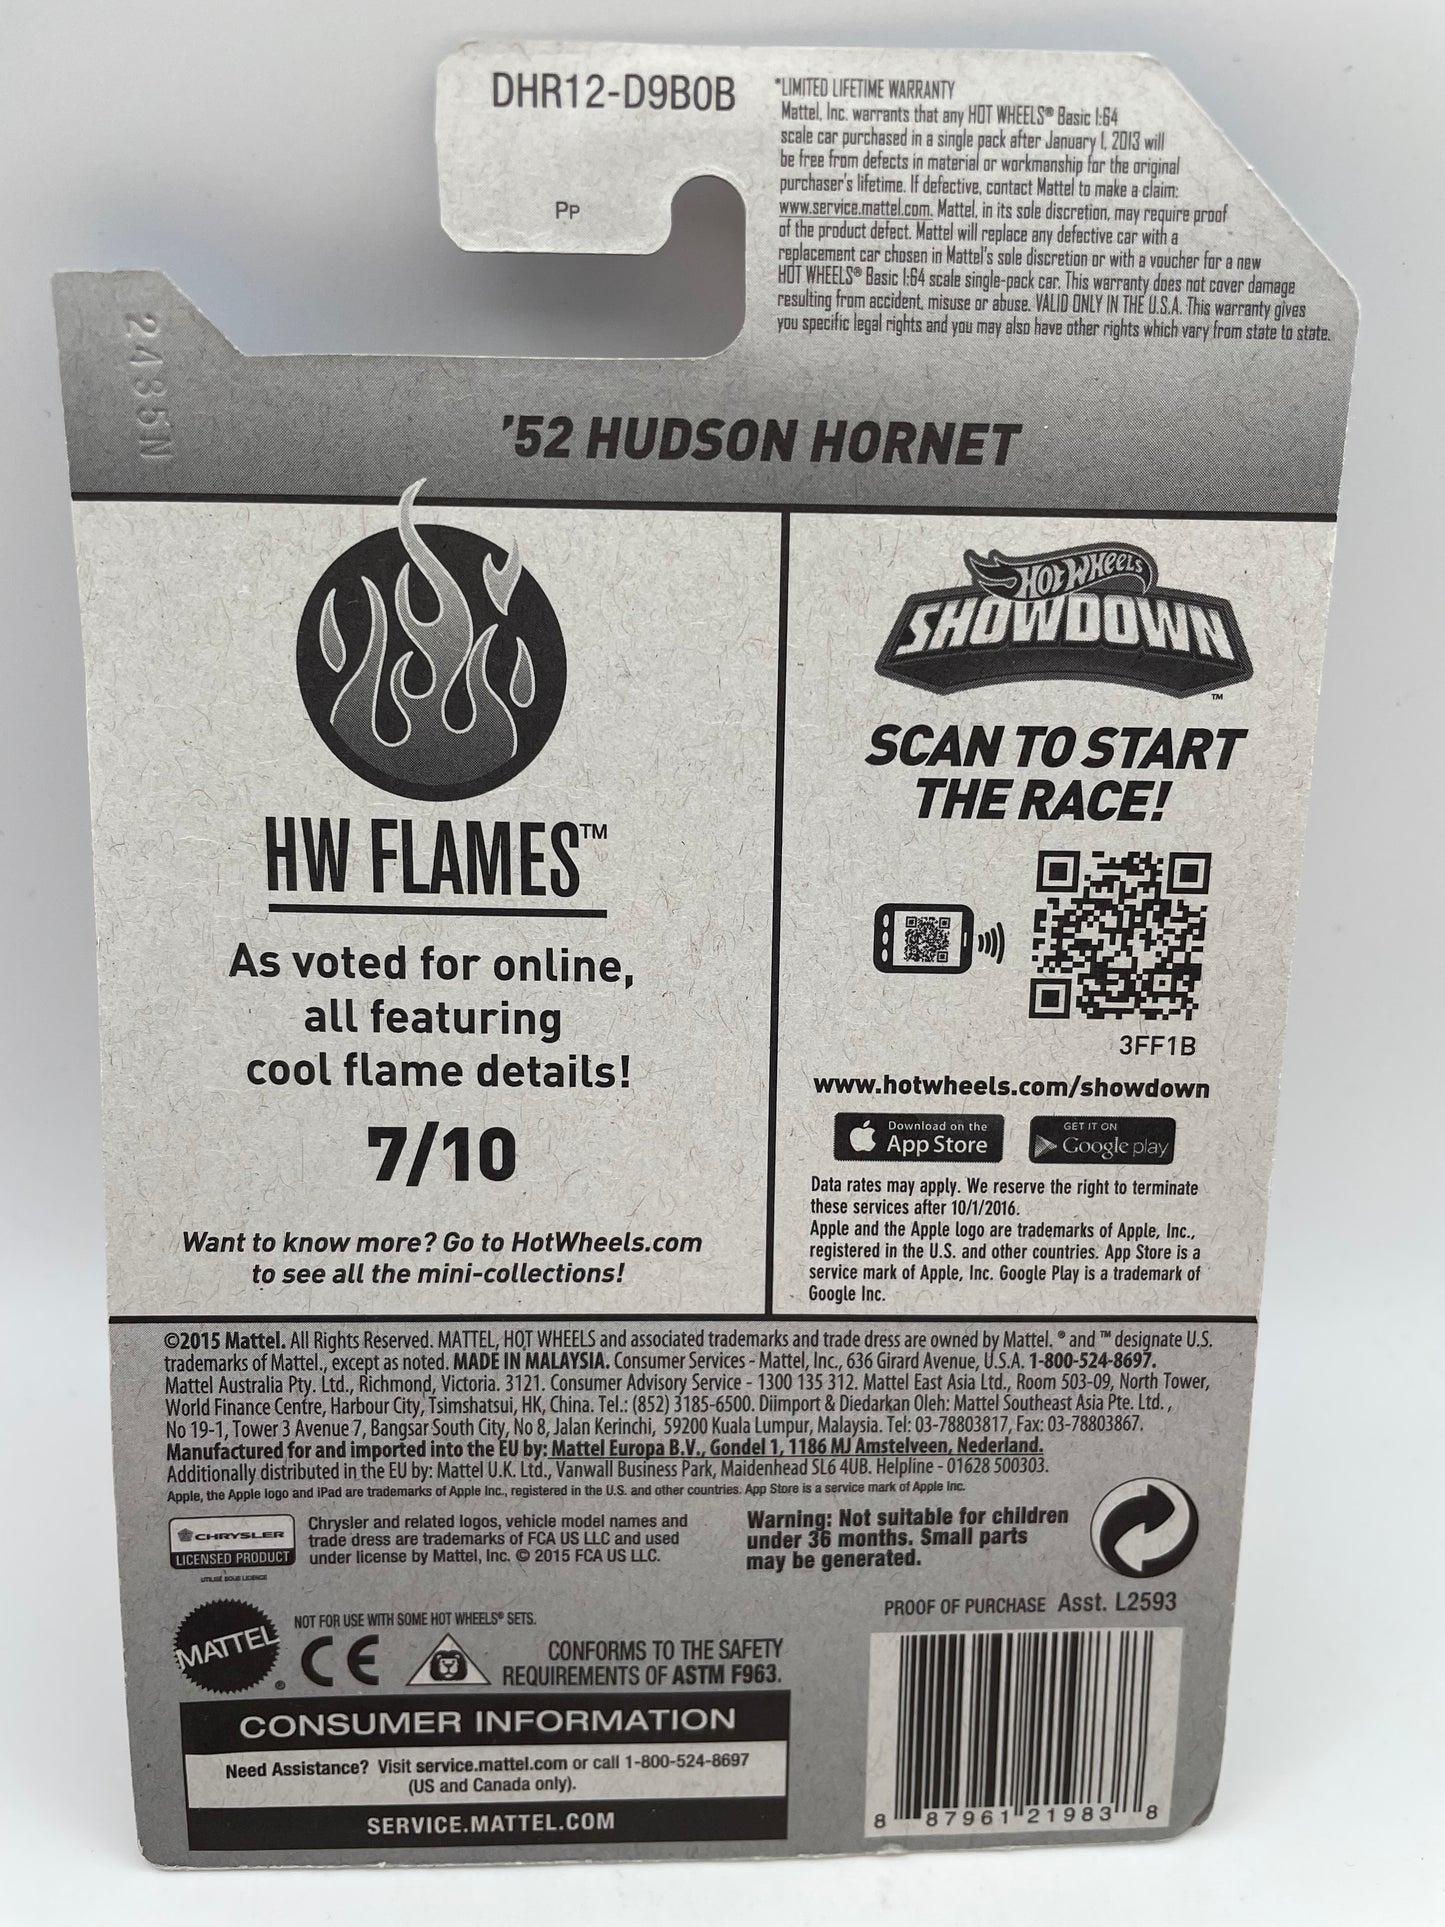 DHR12-D9B0B
Pp
*LIMITED LIFETIME WARRANTY
Mattel, Inc. warrants that any HOT WHEELS® Basic 1:64
scale car purchased in a single pack after January 1, 2013 will
be free from defects in material or workmanship for the original
purchaser's lifetime. If defective, contact Mattel to make a claim:
www.service.mattel.com. Mattel, in its sole discretion, may require proof
of the product defect. Mattel will replace any defective car with a
replacement car chosen in Mattel's sole discretion or with a voucher for a new
HOT WHEELS® Basic 1:64 scale single-pack car. This warranty does not cover damage
resulting from accident, misuse or abuse. VALID ONLY IN THE U.S.A. This warranty gives
you specific legal rights and you may also have other rights which vary from state to state.
2435N
'52 HUDSON HORNET
HW FLAMES™
As voted for online,
all featuring
cool flame details!
7/10
Want to know more? Go to HotWheels.com
to see all the mini-collections!
HOT WHEELS
SHOWDOWN™
SCAN TO START
THE RACE!
3FF1B
www.hotwheels.com/showdown
Download on the
App Store
GET IT ON
Google play
Data rates may apply. We reserve the right to terminate
these services after 10/1/2016.
Apple and the Apple logo are trademarks of Apple, Inc.,
registered in the U.S. and other countries. App Store is a
service mark of Apple, Inc. Google Play is a trademark of
Google Inc.
©2015 Mattel. All Rights Reserved. MATTEL, HOT WHEELS and associated trademarks and trade dress are owned by Mattel. ® and ™ designate U.S.
trademarks of Mattel., except as noted. MADE IN MALAYSIA. Consumer Services - Mattel, Inc., 636 Girard Avenue, U.S.A. 1-800-524-8697.
Mattel Australia Pty. Ltd., Richmond, Victoria. 3121. Consumer Advisory Service - 1300 135 312. Mattel East Asia Ltd., Room 503-09, North Tower,
World Finance Centre, Harbour City, Tsimshatsui, HK, China. Tel.: (852) 3185-6500. Diimport & Diedarkan Oleh: Mattel Southeast Asia Pte. Ltd. ,
No 19-1, Tower 3 Avenue 7, Bangsar South City, No 8, Jalan Kerinchi, 59200 Kuala Lumpur, Malaysia. Tel: 03-78803817, Fax: 03-78803867.
Manufactured for and imported into the EU by: Mattel Europa B.V., Gondel 1, 1186 MJ Amstelveen, Nederland.
Additionally distributed in the EU by: Mattel U.K. Ltd., Vanwall Business Park, Maidenhead SL6 4UB. Helpline - 01628 500303.
Apple, the Apple logo and iPad are trademarks of Apple Inc., registered in the U.S. and other countries. App Store is a service mark of Apple Inc.
CHRYSLER
LICENSED PRODUCT
UTILISÉ SOUS LICENCE
Chrysler and related logos, vehicle model names and
trade dress are trademarks of FCA US LLC and used
under license by Mattel, Inc. © 2015 FCA US LLC.
Warning: Not suitable for children
under 36 months. Small parts
may be generated.
PROOF OF PURCHASE Asst. L2593
MATTEL®
NOT FOR USE WITH SOME HOT WHEELS® SETS.
CE
CONFORMS TO THE SAFETY
REQUIREMENTS OF ASTM F963.
CONSUMER INFORMATION
Need Assistance? Visit service.mattel.com or call 1-800-524-8697
(US and Canada only).
SERVICE.MATTEL.COM
8 87961 21983 8